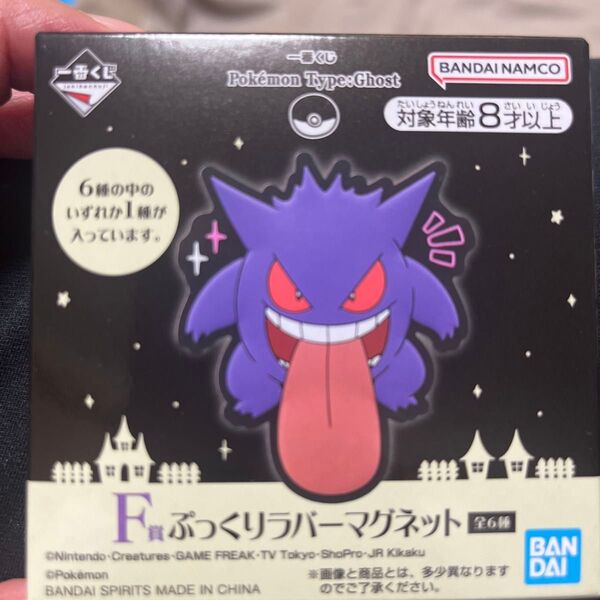 一番くじ
ichibankuji
一番くじ
Pokémon Type:Ghost
BANDAI NAMCO
たいしょうねんれい さいいじょう
対象年齢8才以上
6種の中の
いずれか1種が
入っています。
F賞 ぷっくりラバーマグネット 全6種
©Nintendo・Creatures・GAME FREAK・TV Tokyo・ShoPro・JR Kikaku
©Pokémon
BANDAI SPIRITS MADE IN CHINA
※画像と商品とは、多少異なります
のでご了承ください。
BAN
DAI